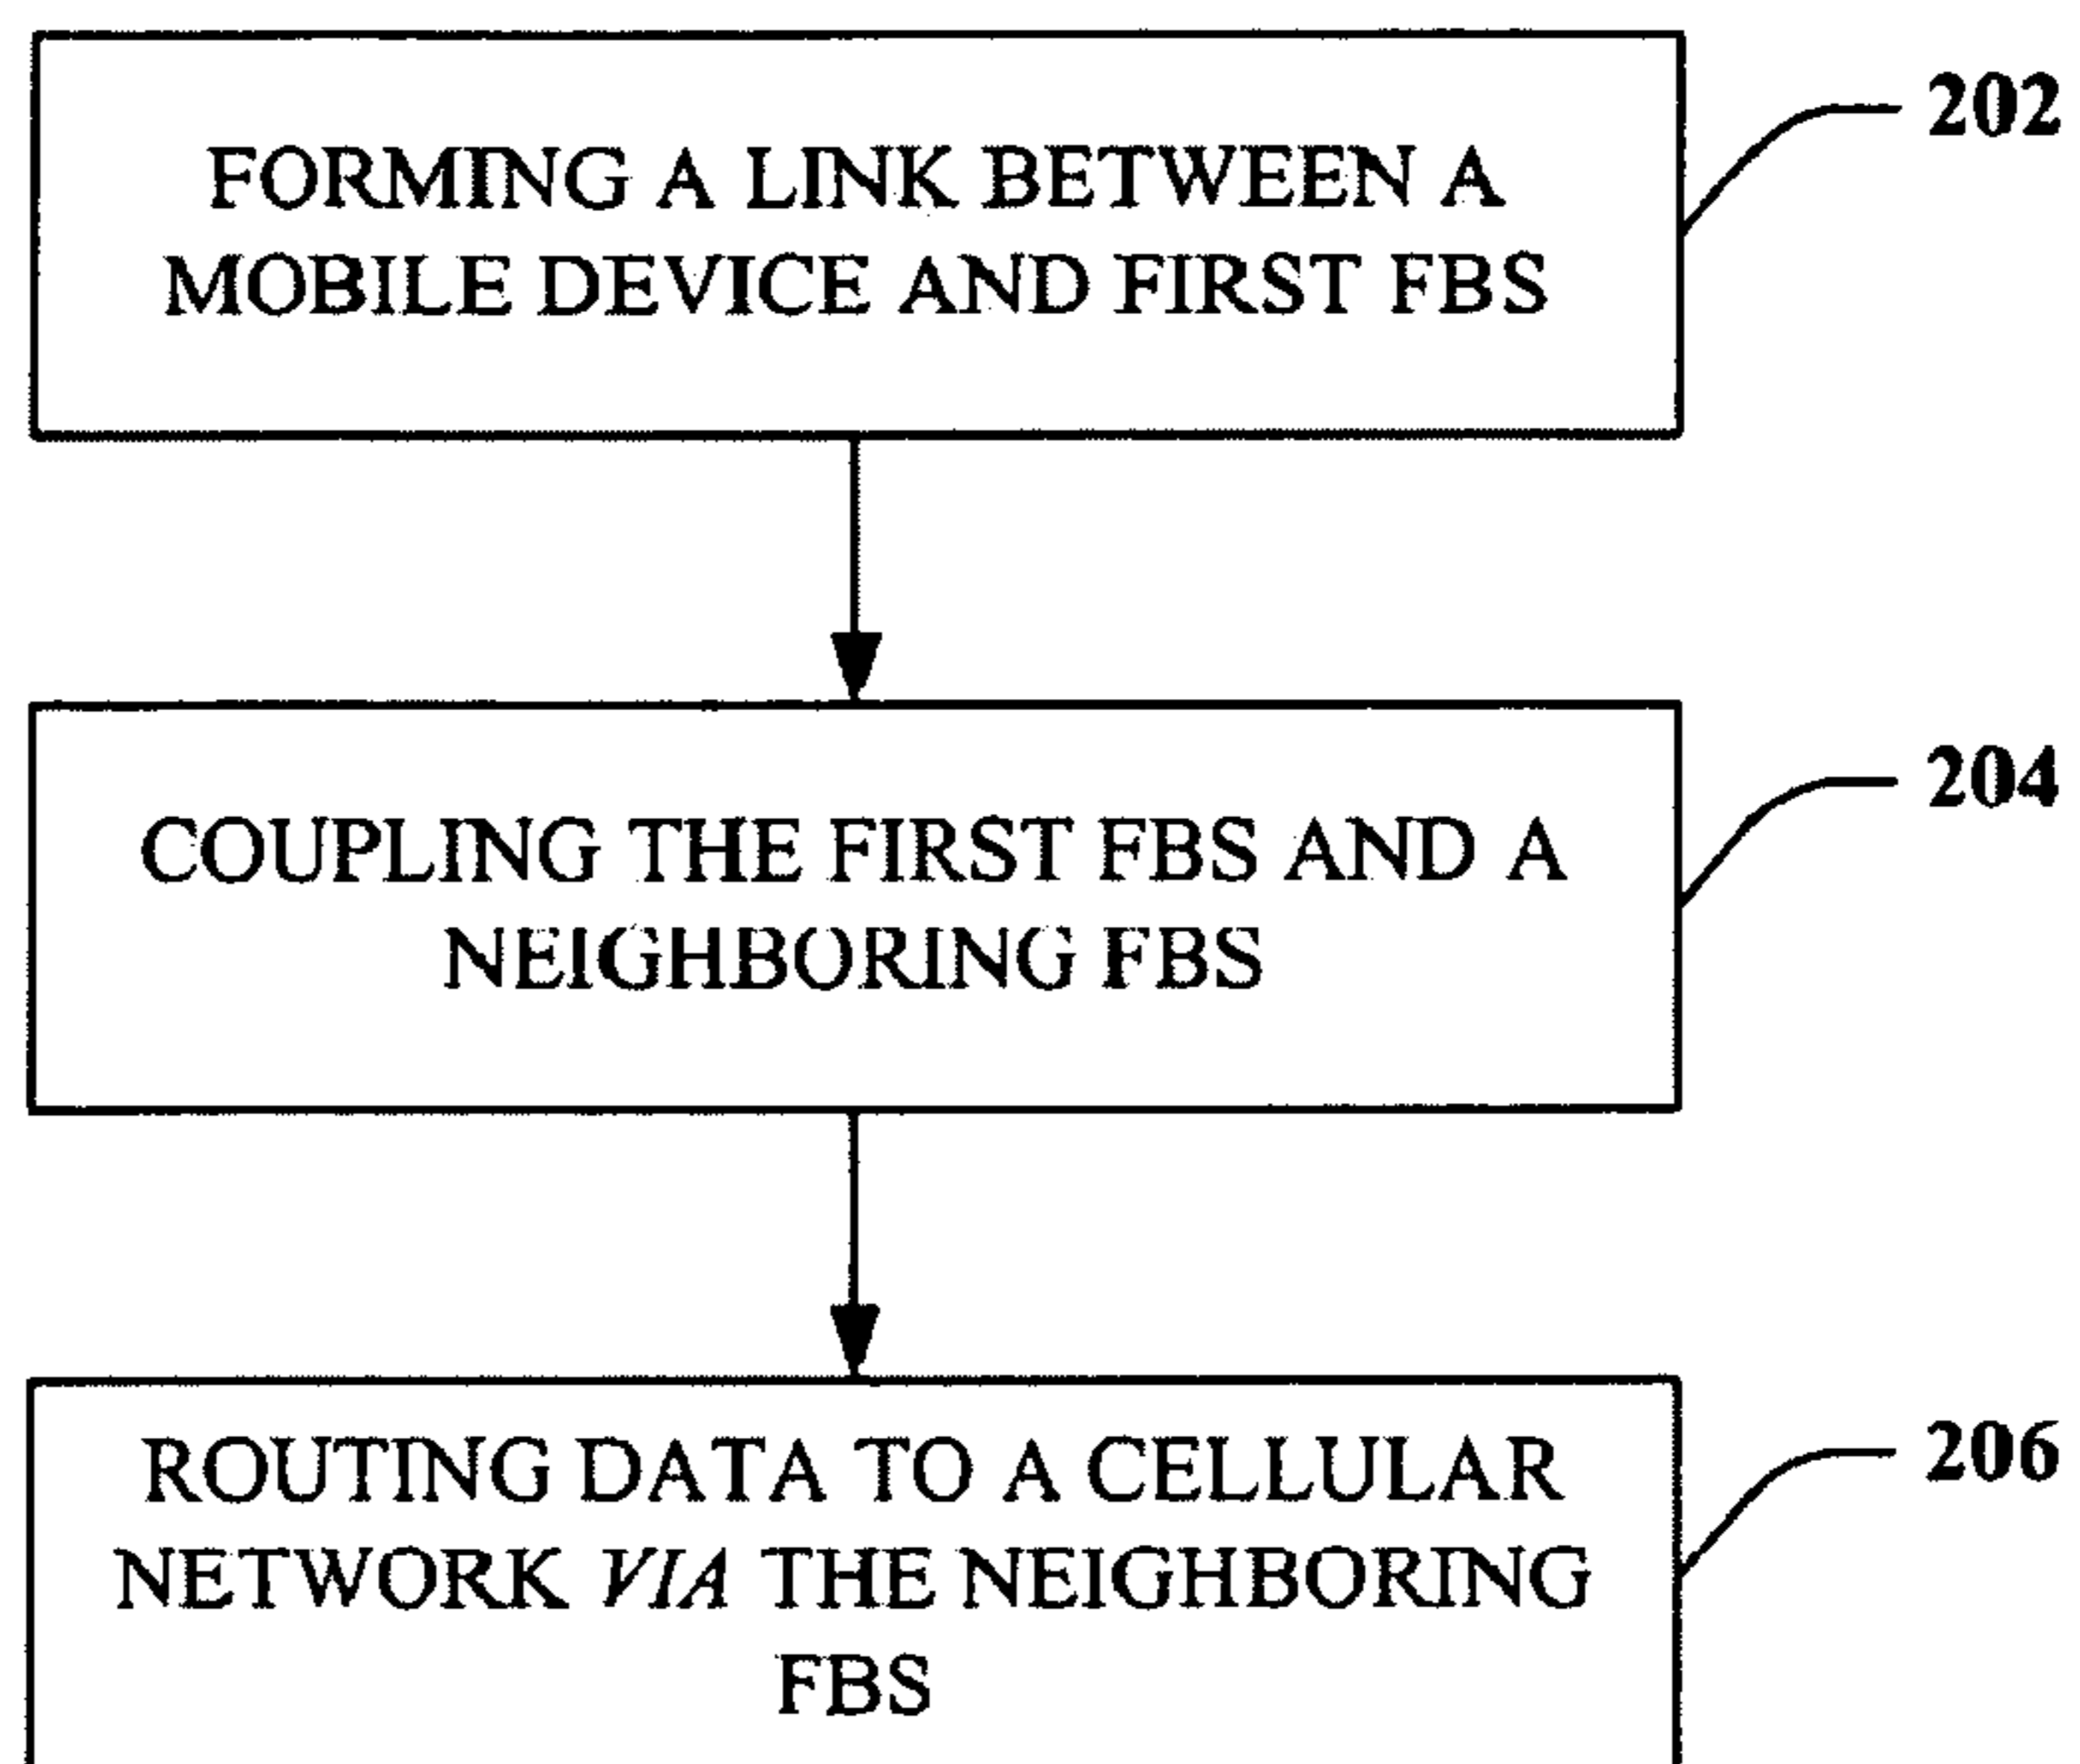 FORMING A LINK BETWEEN A
MOBILE DEVICE AND FIRST FBS
202
COUPLING THE FIRST FBS AND A
NEIGHBORING FBS
204
ROUTING DATA TO A CELLULAR
NETWORK VIA THE NEIGHBORING
FBS
206